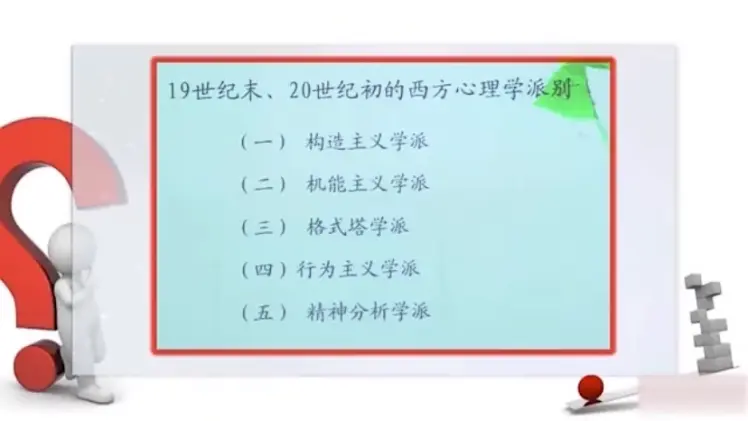 19世纪末、20世纪初的西方心理学派别
(一) 构造主义学派
(二) 机能主义学派
(三) 格式塔学派
(四)行为主义学派
(五) 精神分析学派